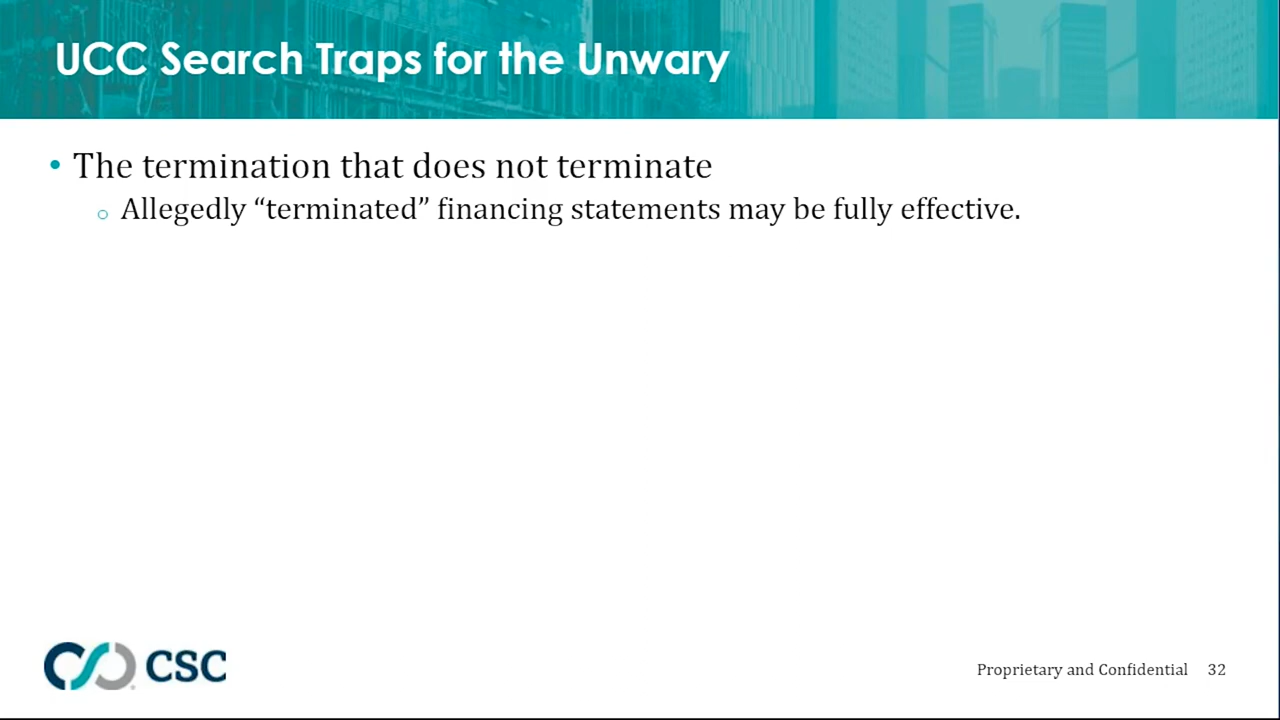 UCC Search Traps for the Unwary
• The termination that does not terminate
○ Allegedly “terminated” financing statements may be fully effective.
CSC
Proprietary and Confidential 32